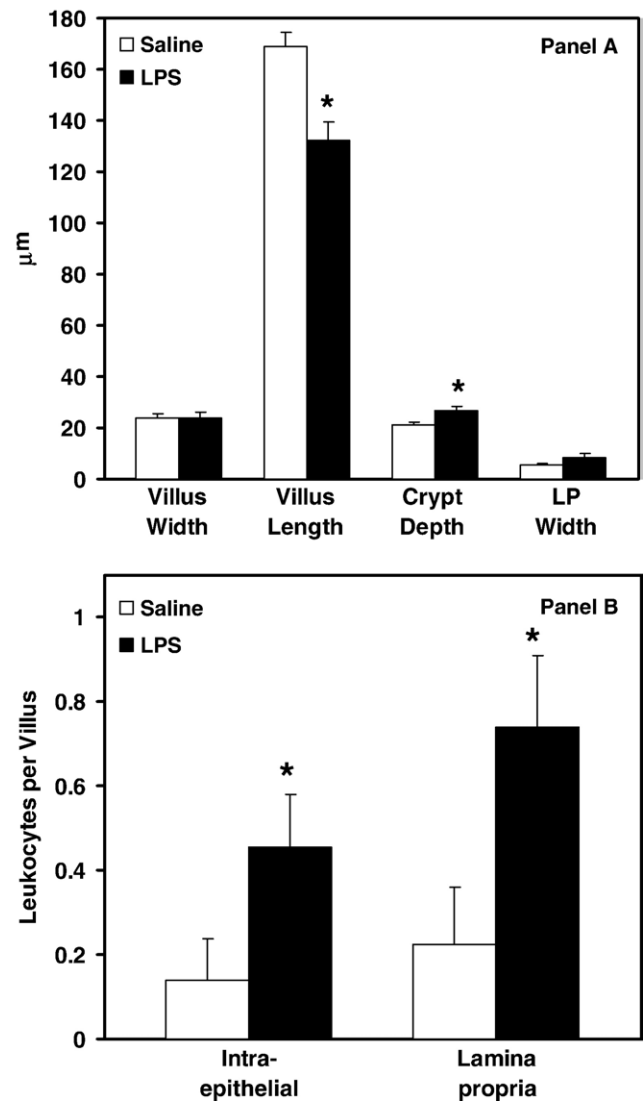 180
Saline
Panel A
160
LPS
*
140
120
100
μm
80
60
40
*
20
0
Villus Width
Villus Length
Crypt Depth
LP Width
Saline
Panel B
1
LPS
*
0.8
Leukocytes per Villus
0.6
*
0.4
0.2
0
Intra-
epithelial
Lamina
propria